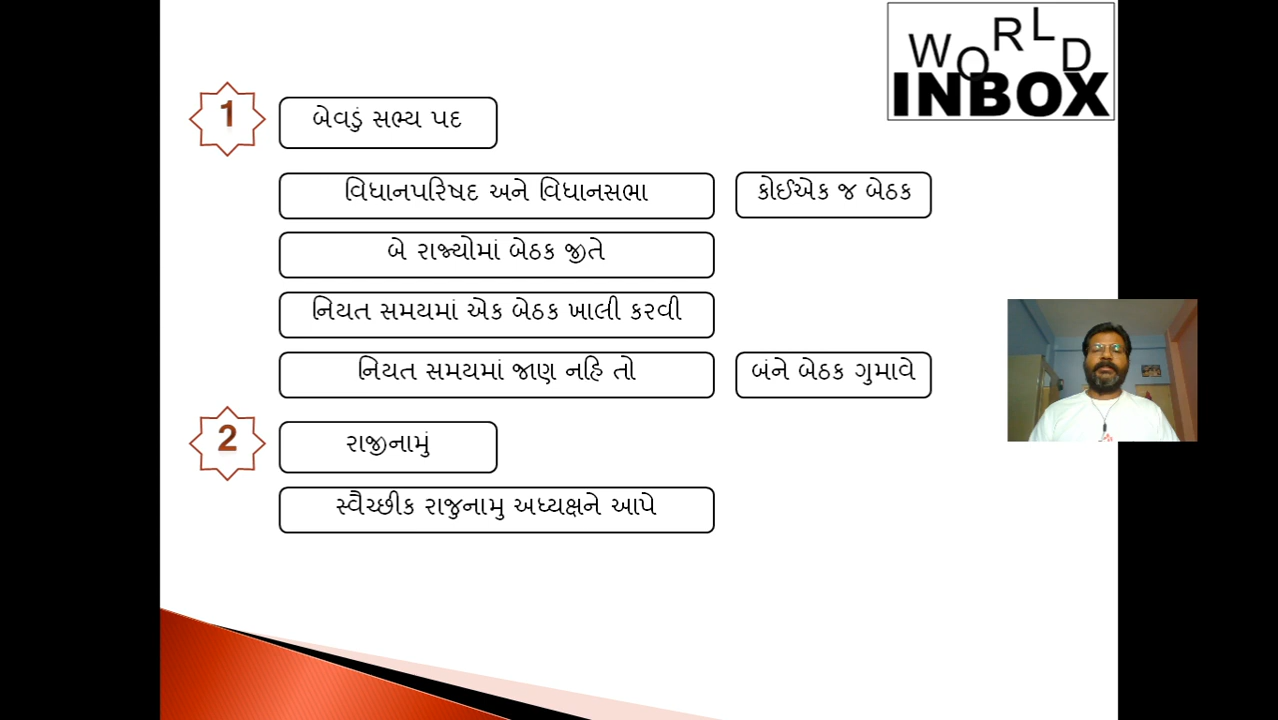 WORLD
INBOX
1
બેવડું સભ્ય પદ
વિધાનપરિષદ અને વિધાનસભા
કોઈએક જ બેઠક
બે રાજ્યોમાં બેઠક જીતે
નિયત સમયમાં એક બેઠક ખાલી કરવી
નિયત સમયમાં જાણ નહિ તો
બંને બેઠક ગુમાવે
2
રાજીનામું
સ્વૈચ્છીક રાજુનામુ અધ્યક્ષને આપે